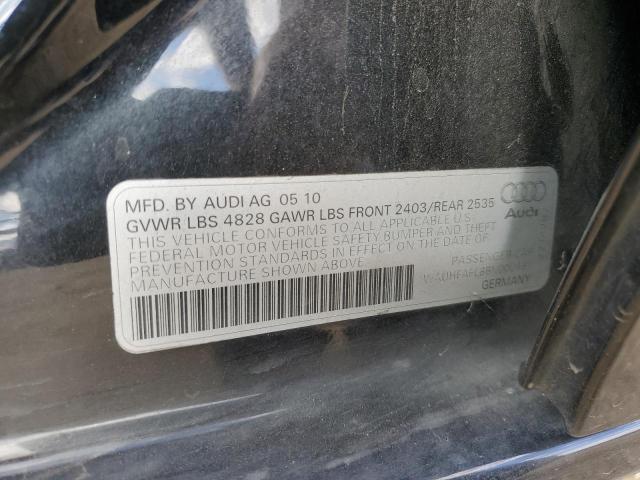 MFD. BY AUDI AG 05 10
GVWR LBS 4828 GAWR LBS FRONT 2403/REAR 2535
THIS VEHICLE CONFORMS TO ALL APPLICABLE U.S.
FEDERAL MOTOR VEHICLE SAFETY BUMPER AND THEFT
PREVENTION STANDARDS IN EFFECT ON THE DATE OF
MANUFACTURE SHOWN ABOVE.
Audi
PASSENGER CAR
GERMANY